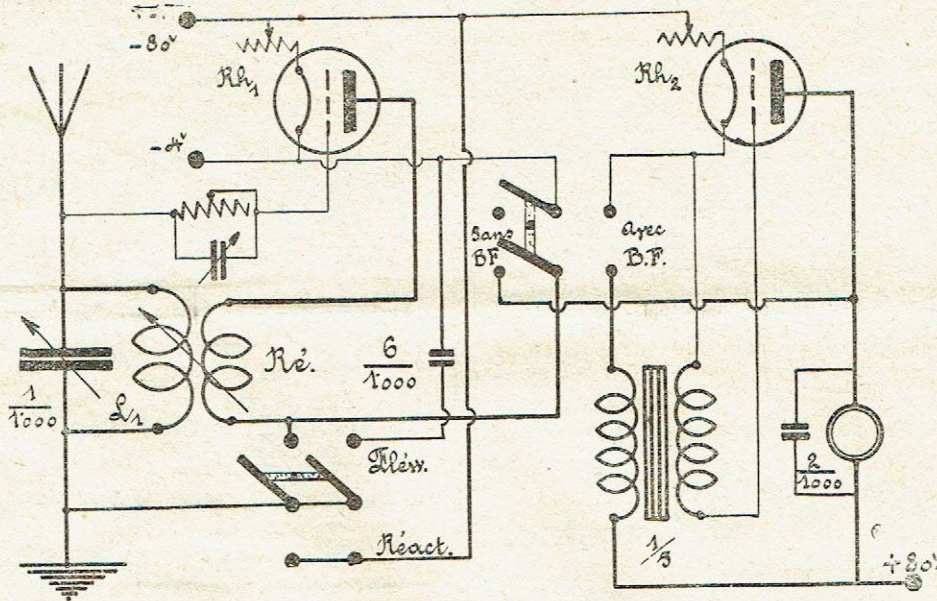 -80ᵛ
Rh₁
Rh₂
-4ᵛ
Sans
BF
Avec
B.F.
Ré.
6
1000
1
1000
L₁
Fléw.
Réact.
2
1000
1/5
+80ᵛ